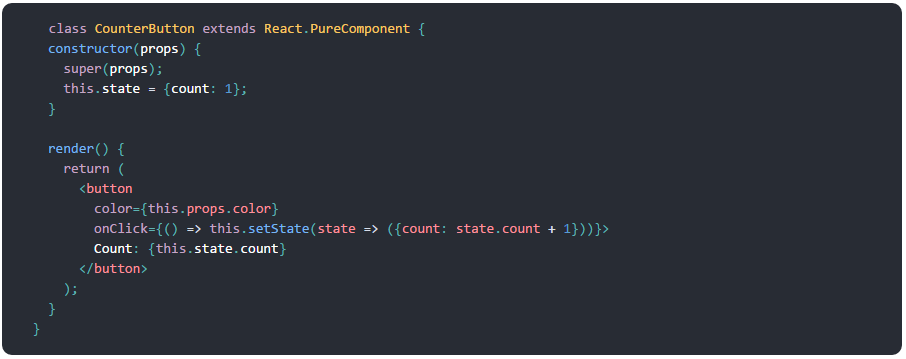 class CounterButton extends React.PureComponent {
constructor(props) {
super(props);
this.state = {count: 1};
}
render() {
return (
<button
color={this.props.color}
onClick={() => this.setState(state => ({count: state.count + 1}))}>
Count: {this.state.count}
</button>
);
}
}